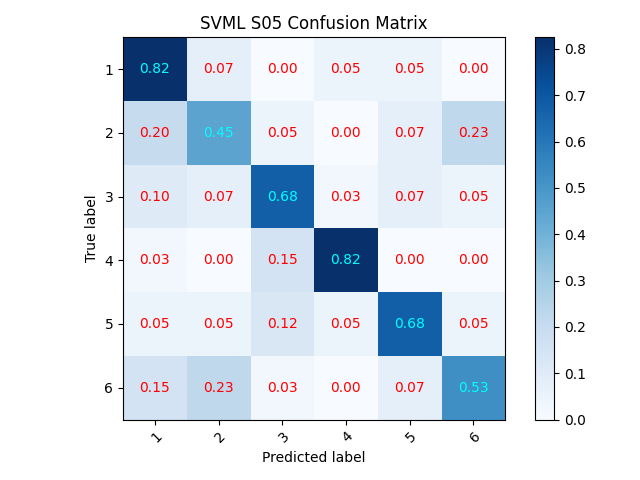 SVML S05 Confusion Matrix
1 0.82 0.07 0.00 0.05 0.05 0.00
2 0.20 0.45 0.05 0.00 0.07 0.23
3 0.10 0.07 0.68 0.03 0.07 0.05
4 0.03 0.00 0.15 0.82 0.00 0.00
5 0.05 0.05 0.12 0.05 0.68 0.05
6 0.15 0.23 0.03 0.00 0.07 0.53
1 2 3 4 5 6
Predicted label
True label
0.8
0.7
0.6
0.5
0.4
0.3
0.2
0.1
0.0